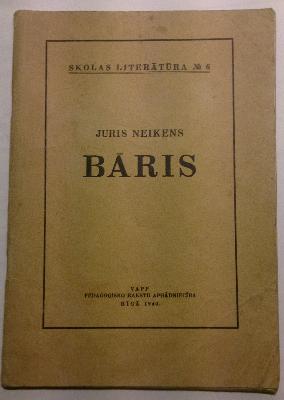 SKOLAS LITERĀTŪRA № 6
JURIS NEIKENS
BĀRIS
VAPP
PEDAGOĢISKO RAKSTU APGĀDNIECĪBA
RĪGĀ 1940.